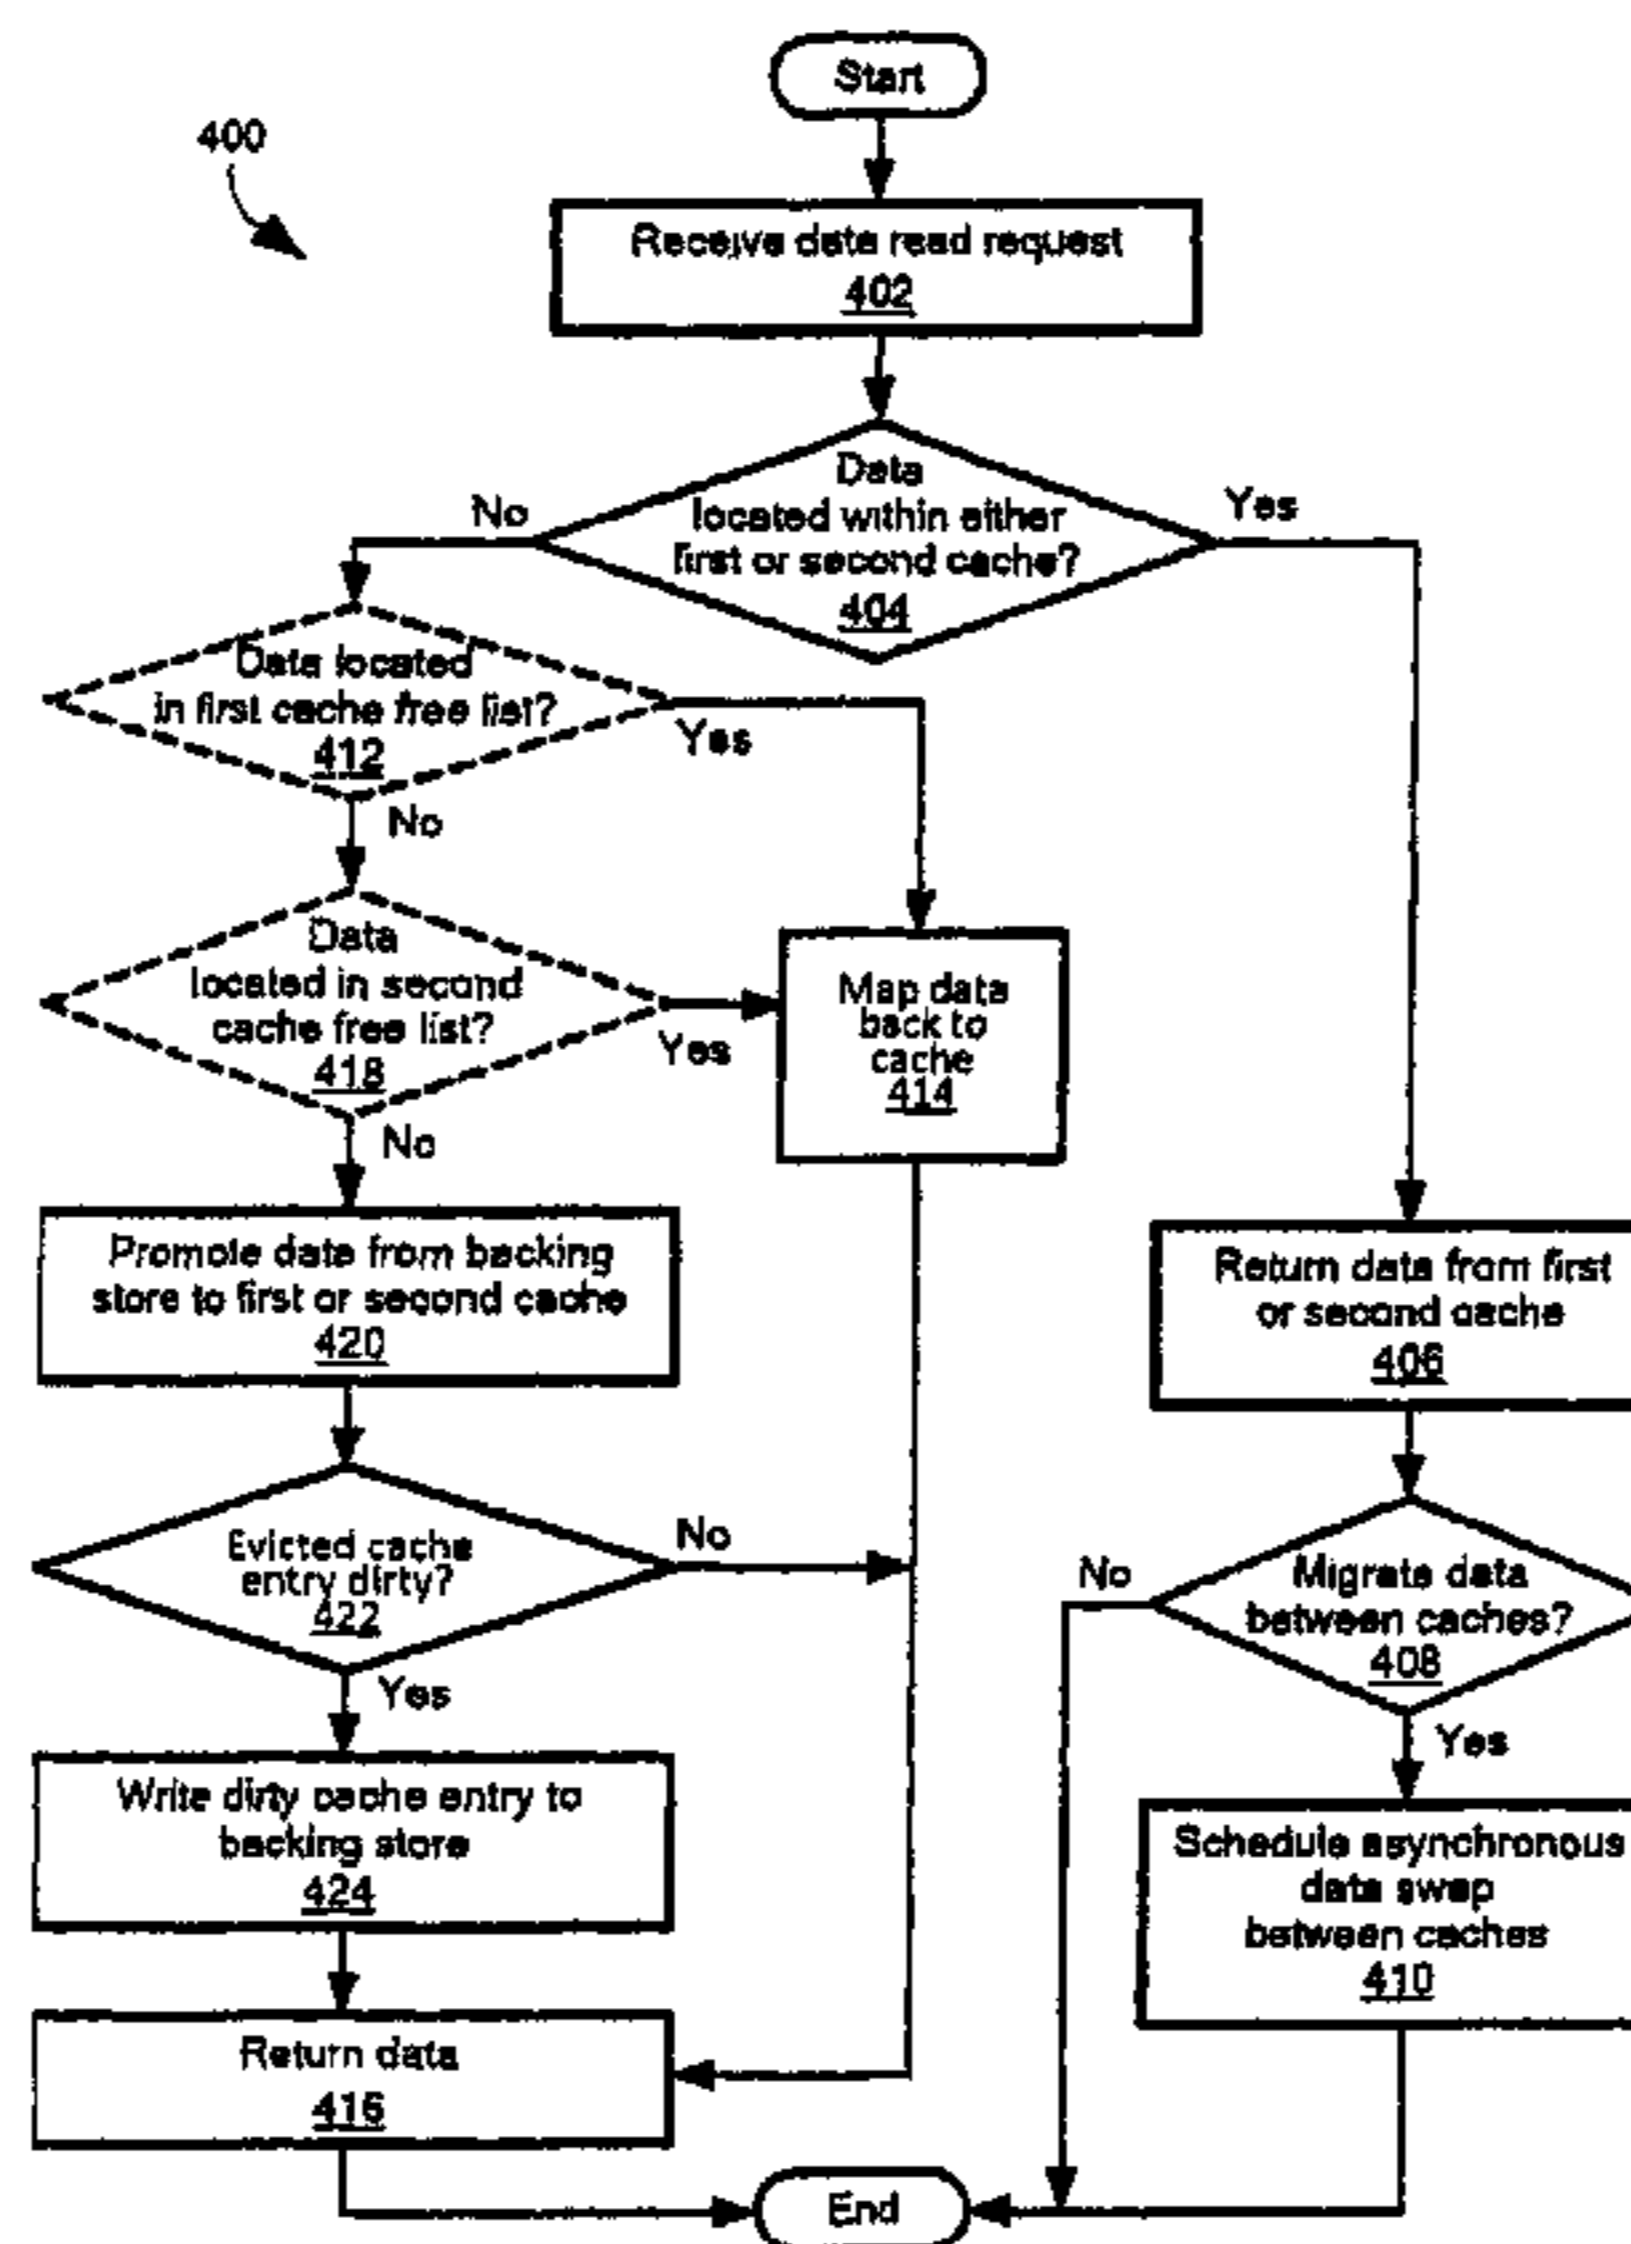 Start
400
Receive data read request
402
Data
located within either
first or second cache?
404
No
Yes
Data located
in first cache free list?
412
Yes
No
Data
located in second
cache free list?
418
Yes
No
Map data
back to
cache
414
Promote data from backing
store to first or second cache
420
Return data from first
or second cache
406
Evicted cache
entry dirty?
422
No
Yes
Migrate data
between caches?
408
No
Yes
Write dirty cache entry to
backing store
424
Schedule asynchronous
data swap
between caches
410
Return data
416
End